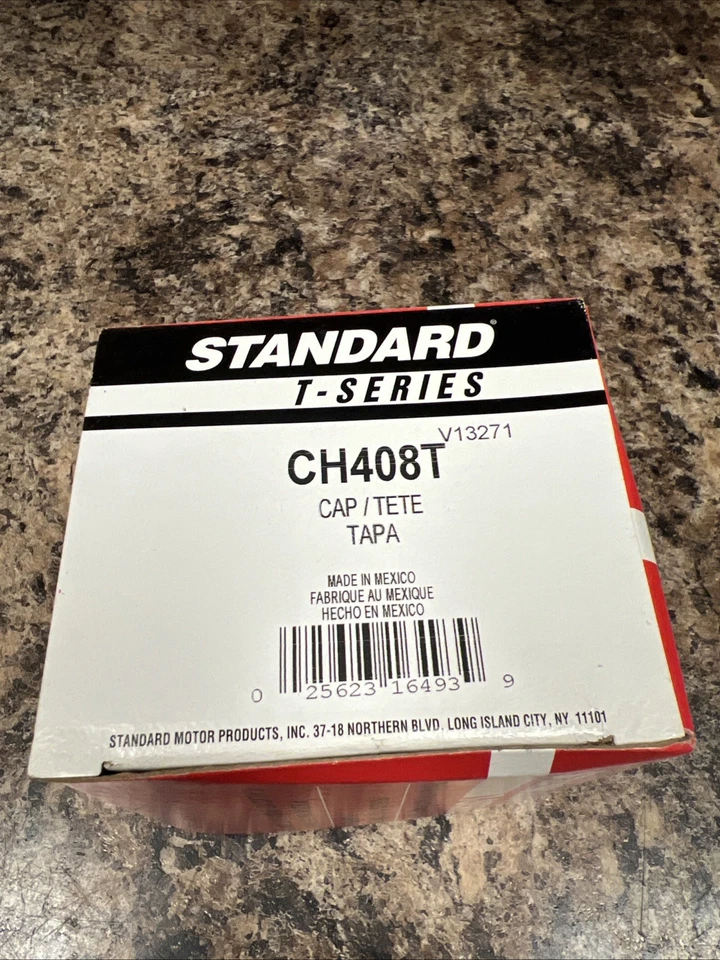 STANDARD®
T-SERIES
V13271
CH408T
CAP / TETE
TAPA
MADE IN MEXICO
FABRIQUE AU MEXIQUE
HECHO EN MEXICO
0 25623 16493 9
STANDARD MOTOR PRODUCTS, INC. 37-18 NORTHERN BLVD. LONG ISLAND CITY, NY 11101